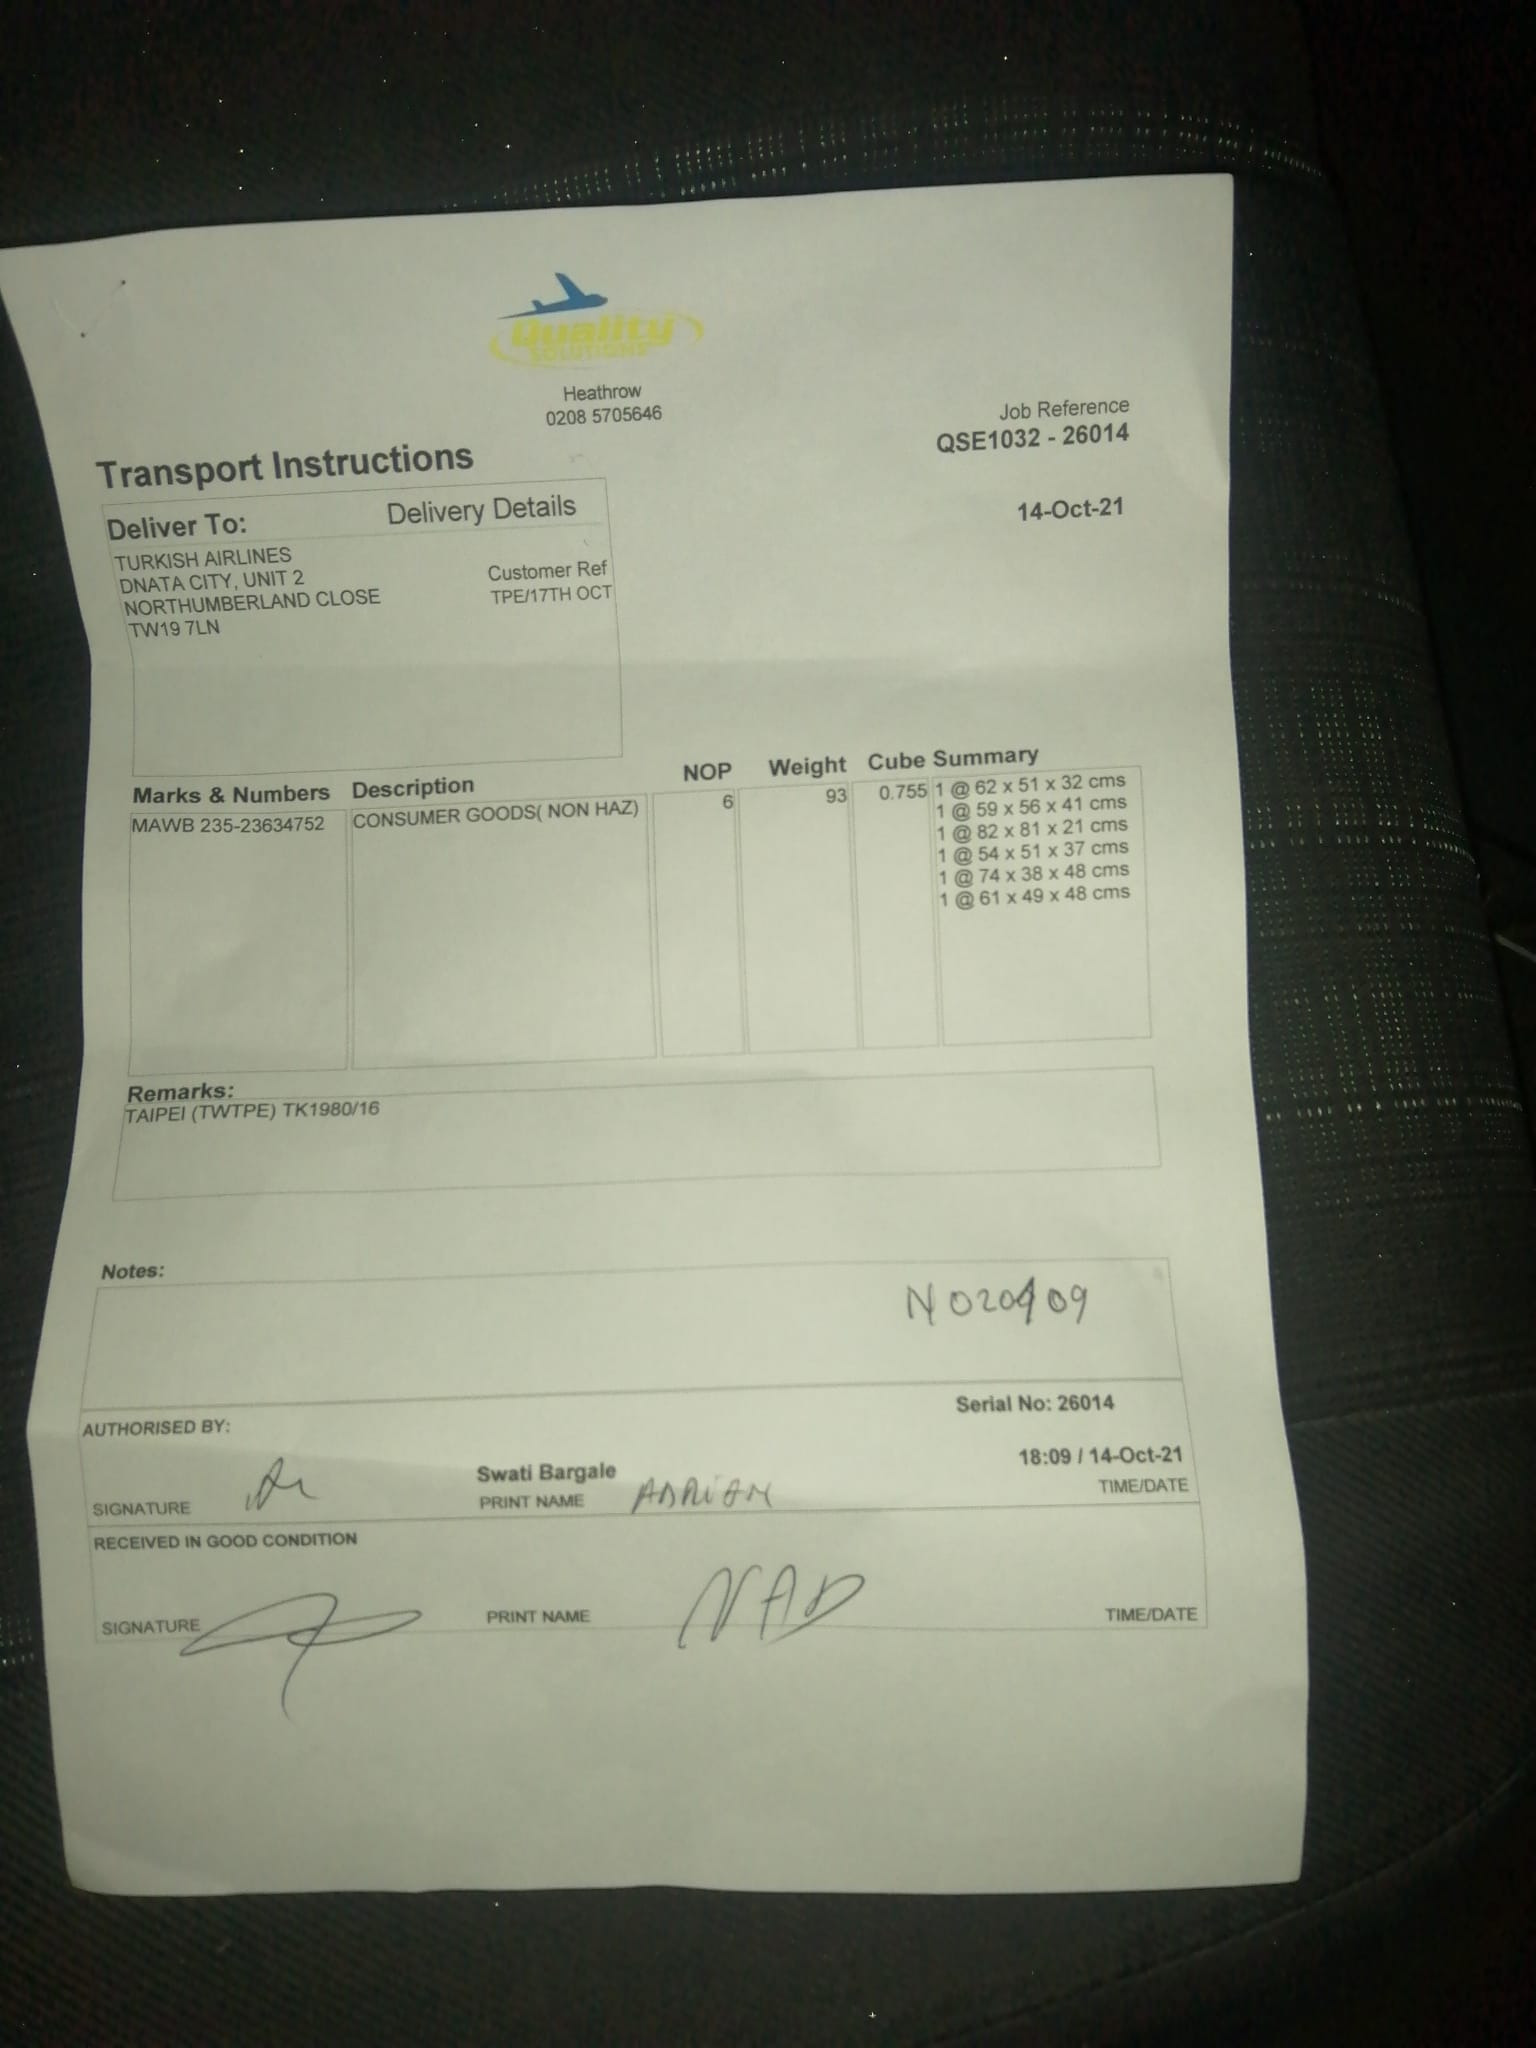 Quality
SOLUTIONS
Heathrow
0208 5705646
Job Reference
QSE1032 - 26014
Transport Instructions
14-Oct-21
Deliver To: Delivery Details
TURKISH AIRLINES
DNATA CITY, UNIT 2 Customer Ref
NORTHUMBERLAND CLOSE TPE/17TH OCT
TW19 7LN
Marks & Numbers Description NOP Weight Cube Summary
MAWB 235-23634752 CONSUMER GOODS( NON HAZ) 6 93 0.755 1 @ 62 x 51 x 32 cms
1 @ 59 x 56 x 41 cms
1 @ 82 x 81 x 21 cms
1 @ 54 x 51 x 37 cms
1 @ 74 x 38 x 48 cms
1 @ 61 x 49 x 48 cms
Remarks:
TAIPEI (TWTPE) TK1980/16
Notes:
Serial No: 26014
AUTHORISED BY:
Swati Bargale 18:09 / 14-Oct-21
SIGNATURE PRINT NAME ADRIAN TIME/DATE
RECEIVED IN GOOD CONDITION
SIGNATURE PRINT NAME NAD TIME/DATE